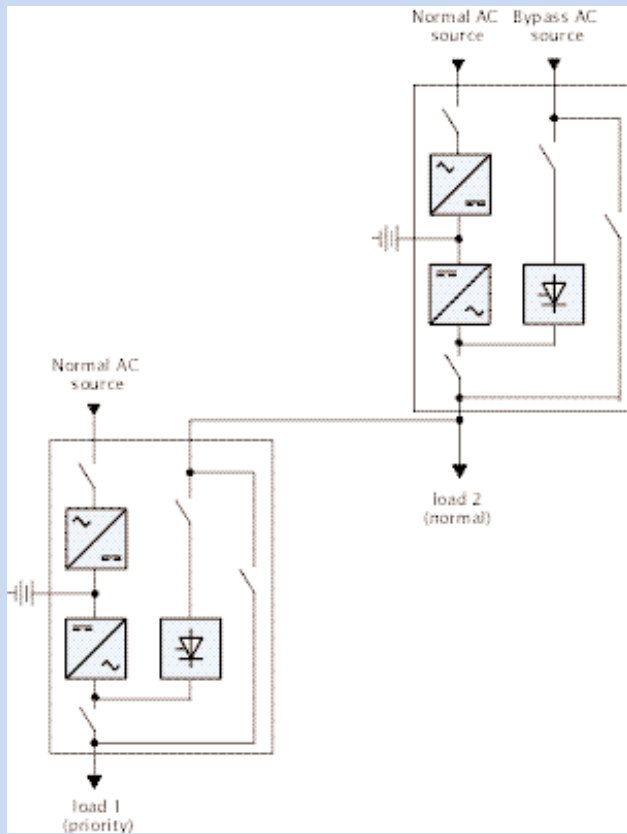 Normal AC
source
Bypass AC
source
Normal AC
source
load 2
(normal)
load 1
(priority)